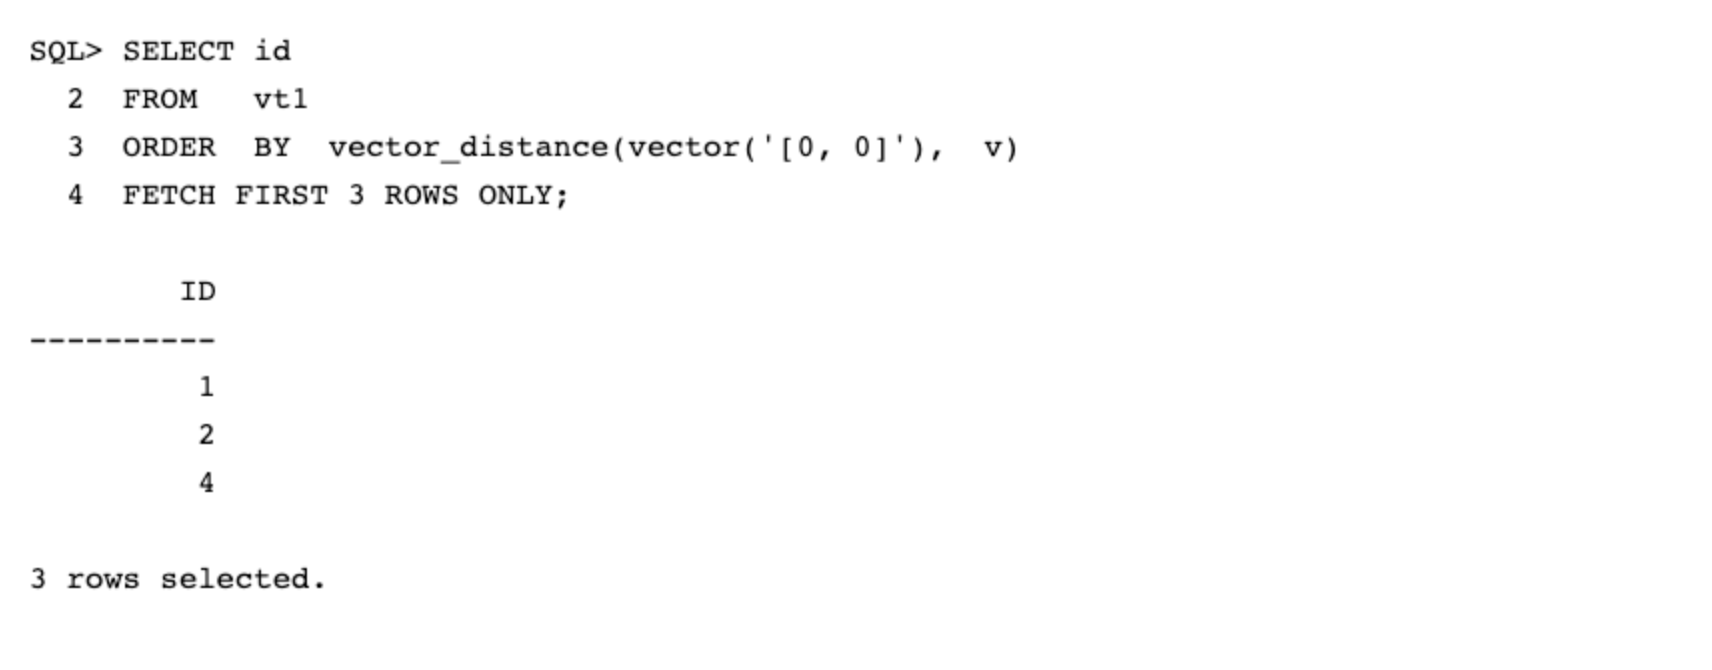 SQL> SELECT id
  2  FROM   vt1
  3  ORDER  BY  vector_distance(vector('[0, 0]'),  v)
  4  FETCH FIRST 3 ROWS ONLY;
        ID
----------
         1
         2
         4
3 rows selected.